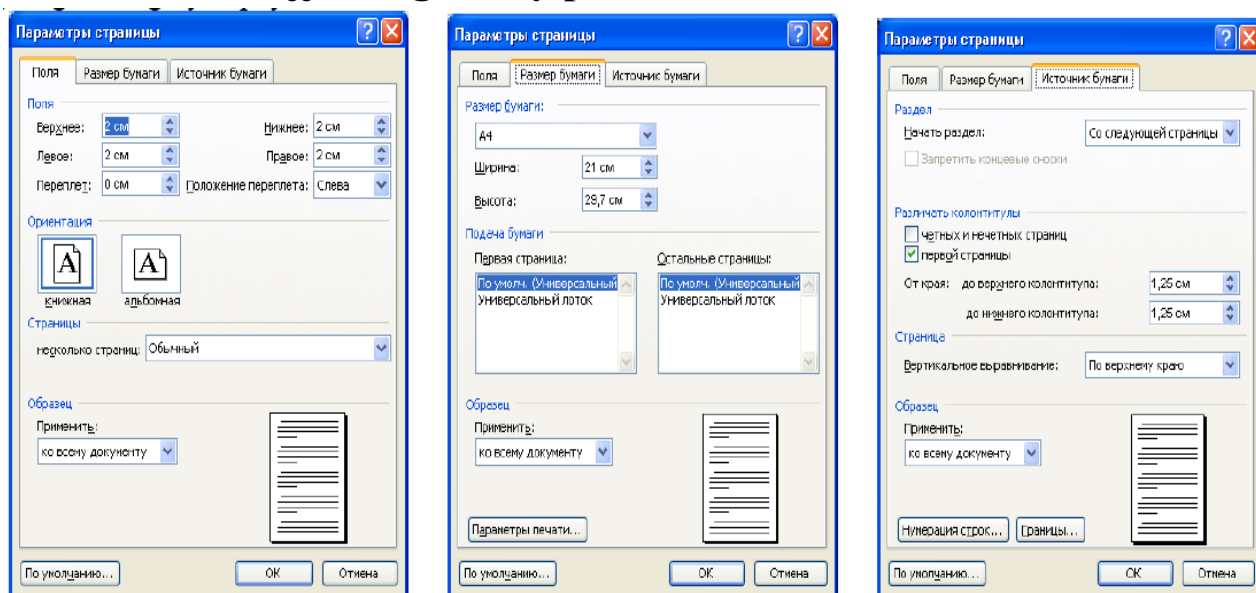 Параметры страницы
Поля Размер бумаги Источник бумаги
Поля
Верхнее: 2 см Нижнее: 2 см
Левое: 2 см Правое: 2 см
Переплет: 0 см Положение переплета: Слева
Ориентация
A A
книжная альбомная
Страницы
несколько страниц: Обычный
Образец
Применить:
ко всему документу
По умолчанию... ОК Отмена
Параметры страницы
Поля Размер бумаги Источник бумаги
Размер бумаги:
A4
Ширина: 21 см
Высота: 29,7 см
Подача бумаги
Первая страница: Остальные страницы:
По умолч. (Универсальный По умолч. (Универсальный
Универсальный лоток Универсальный лоток
Образец
Применить:
ко всему документу
Параметры печати...
По умолчанию... ОК Отмена
Параметры страницы
Поля Размер бумаги Источник бумаги
Раздел
Начать раздел: Со следующей страницы
Запретить концевые сноски
Различать колонтитулы
четных и нечетных страниц
первой страницы
От края: до верхнего колонтитула: 1,25 см
до нижнего колонтитула: 1,25 см
Страница
Вертикальное выравнивание: По верхнему краю
Образец
Применить:
ко всему документу
Нумерация строк... Границы...
По умолчанию... ОК Отмена